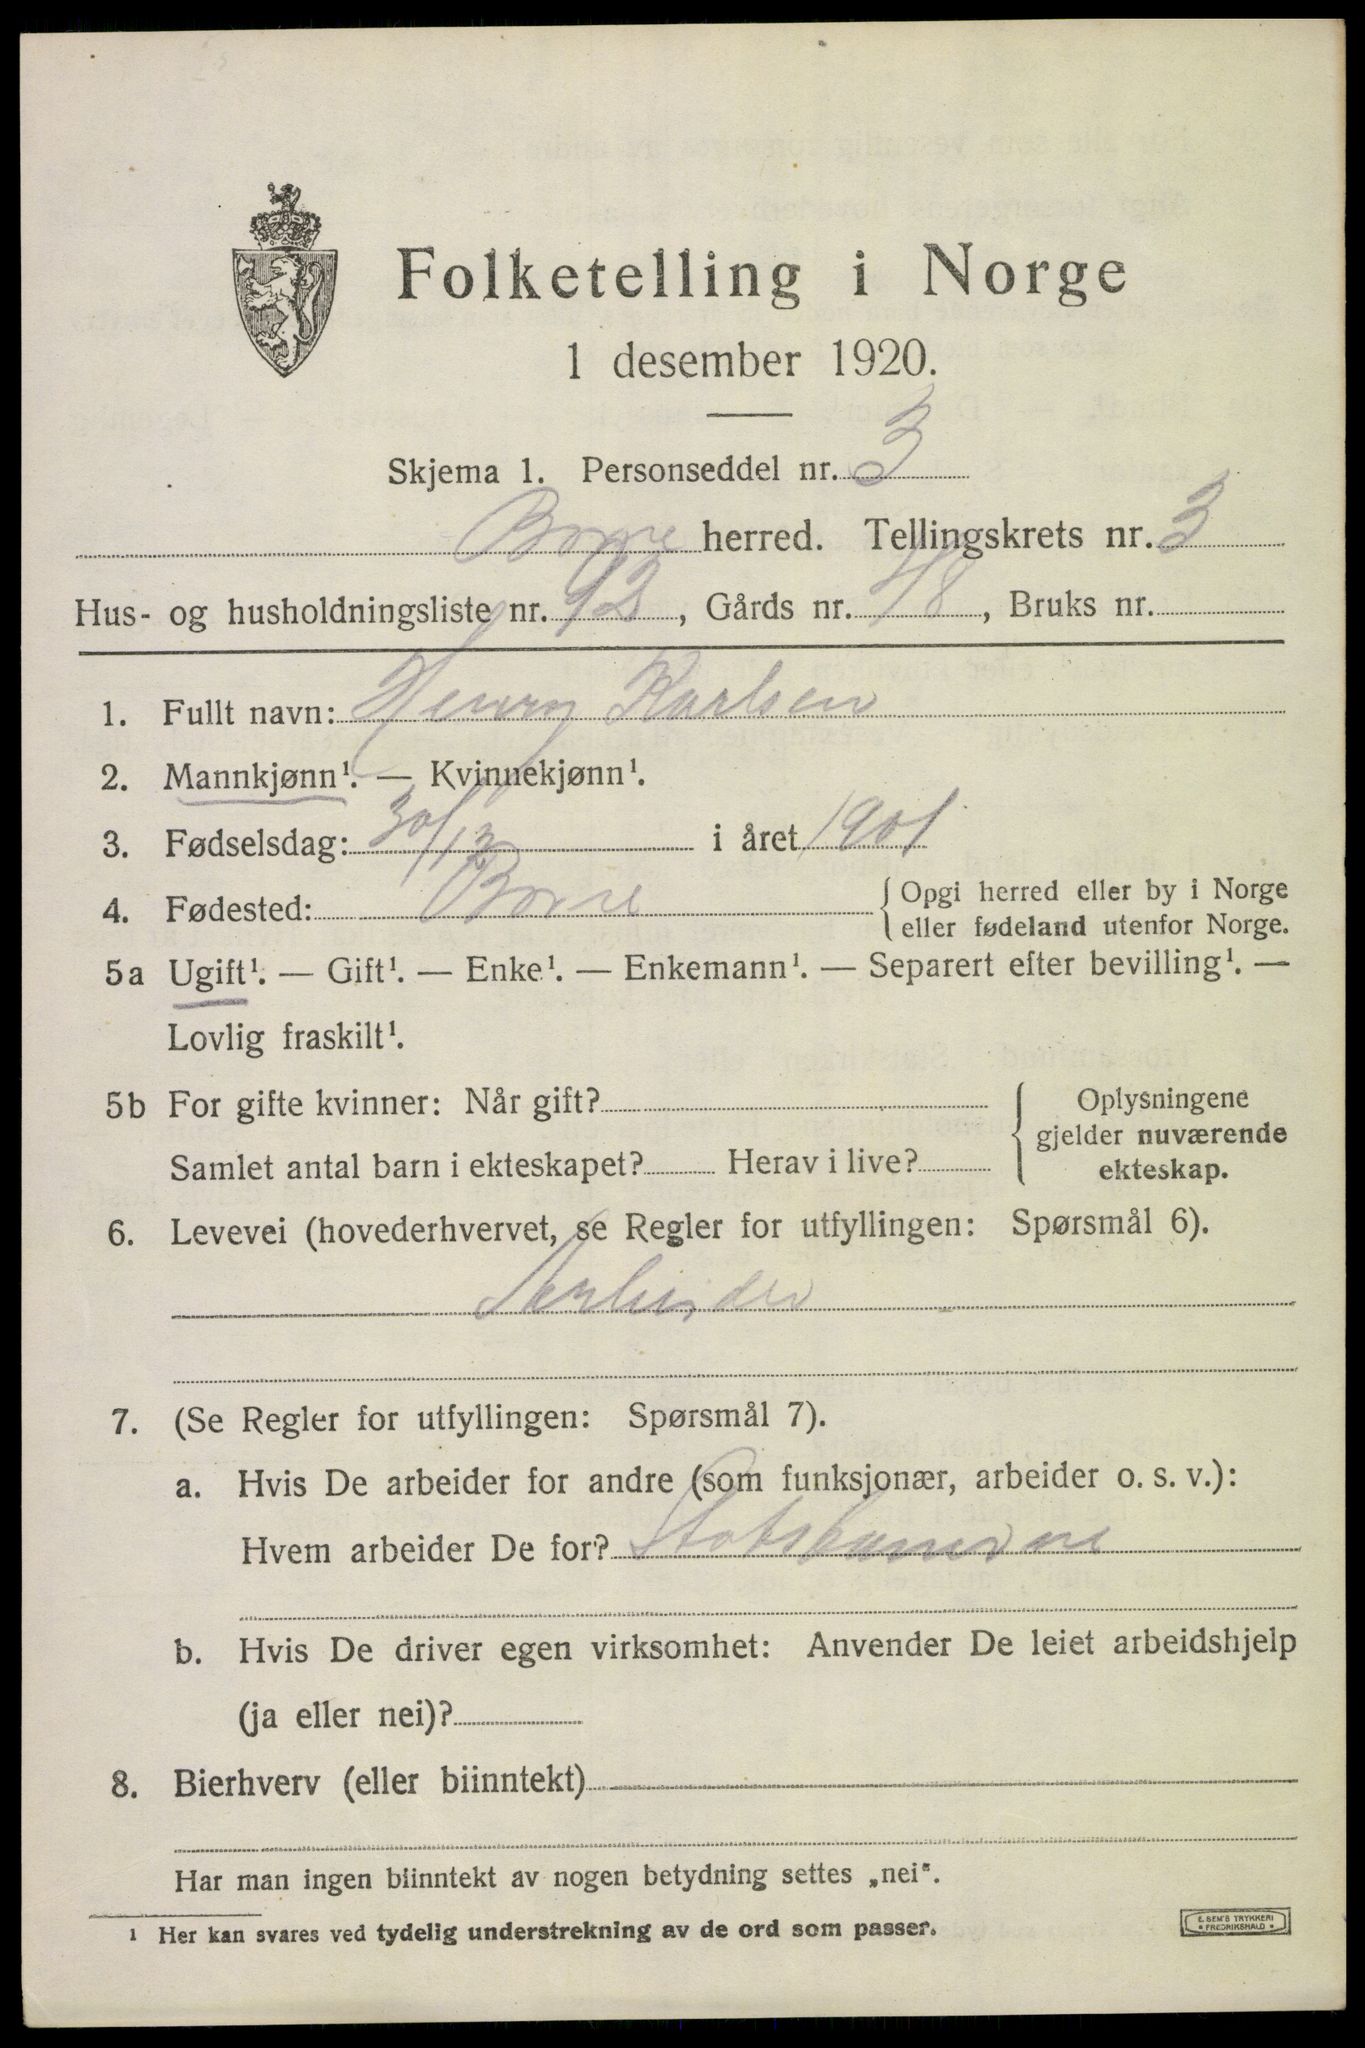 Folketelling i Norge
1 desember 1920.
Skjema 1. Personseddel nr. 3
Borre herred. Tellingskrets nr. 3
Hus- og husholdningsliste nr. 92, Gårds nr. 48, Bruks nr.
1. Fullt navn: Henry Karlsen
2. Mannkjønn¹. — Kvinnekjønn¹.
3. Fødselsdag: 30/12 i året 1901
4. Fødested: Borre { Opgi herred eller by i Norge
eller fødeland utenfor Norge.
5a Ugift¹. — Gift¹. — Enke¹. — Enkemann¹. — Separert efter bevilling¹. —
Lovlig fraskilt¹.
5b For gifte kvinner: Når gift?
Samlet antal barn i ekteskapet? Herav i live?
Oplysningene
gjelder nuværende
ekteskap.
6. Levevei (hovederhvervet, se Regler for utfyllingen: Spørsmål 6).
Arbeider
7. (Se Regler for utfyllingen: Spørsmål 7).
a. Hvis De arbeider for andre (som funksjonær, arbeider o. s. v.):
Hvem arbeider De for?
b. Hvis De driver egen virksomhet: Anvender De leiet arbeidshjelp
(ja eller nei)?
8. Bierhverv (eller biinntekt)
Har man ingen biinntekt av nogen betydning settes „nei".
¹ Her kan svares ved tydelig understrekning av de ord som passer.
E. SEM'S TRYKKERI
FREDRIKSHALD